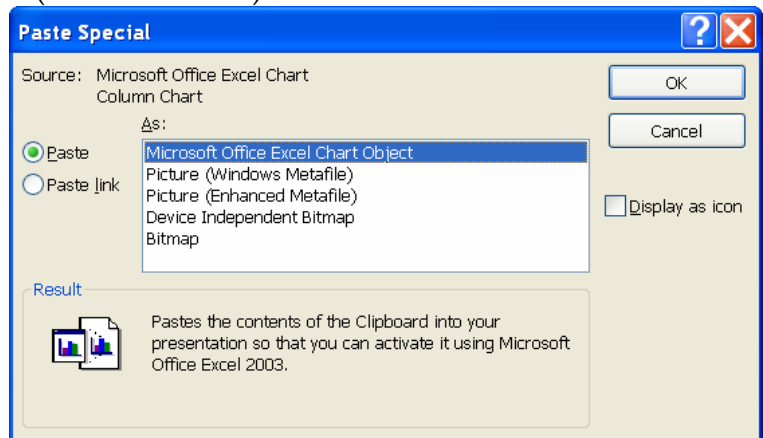 Paste Special
Source: Microsoft Office Excel Chart
Column Chart
As:
Paste
Paste link
Microsoft Office Excel Chart Object
Picture (Windows Metafile)
Picture (Enhanced Metafile)
Device Independent Bitmap
Bitmap
OK
Cancel
Display as icon
Result
Pastes the contents of the Clipboard into your
presentation so that you can activate it using Microsoft
Office Excel 2003.